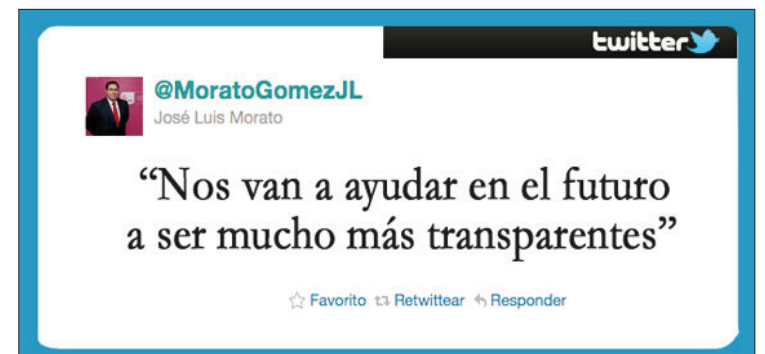 twitter
@MoratoGomezJL
José Luis Morato
“Nos van a ayudar en el futuro
a ser mucho más transparentes”
Favorito Retwittear Responder